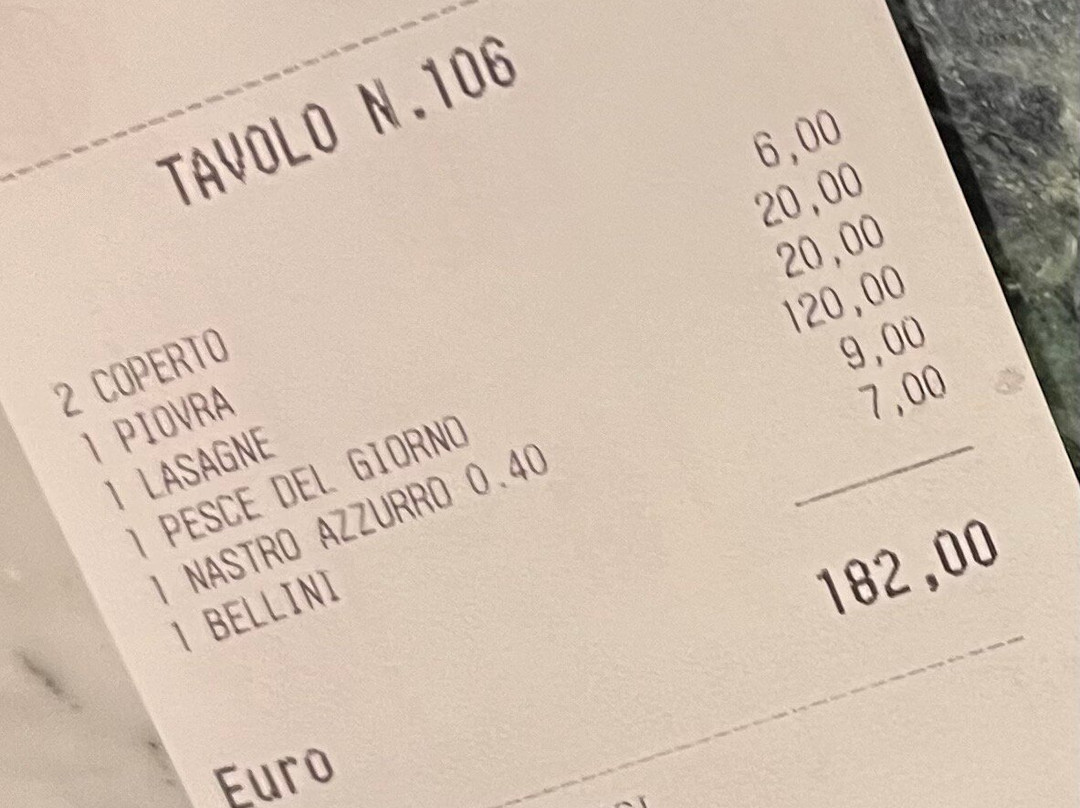 TAVOLO N.106
2 COPERTO 6,00
1 PIOVRA 20,00
1 LASAGNE 20,00
1 PESCE DEL GIORNO 120,00
1 NASTRO AZZURRO 0.40 9,00
1 BELLINI 7,00
Euro 182,00